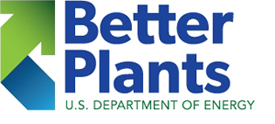 Better
Plants
U.S. DEPARTMENT OF ENERGY